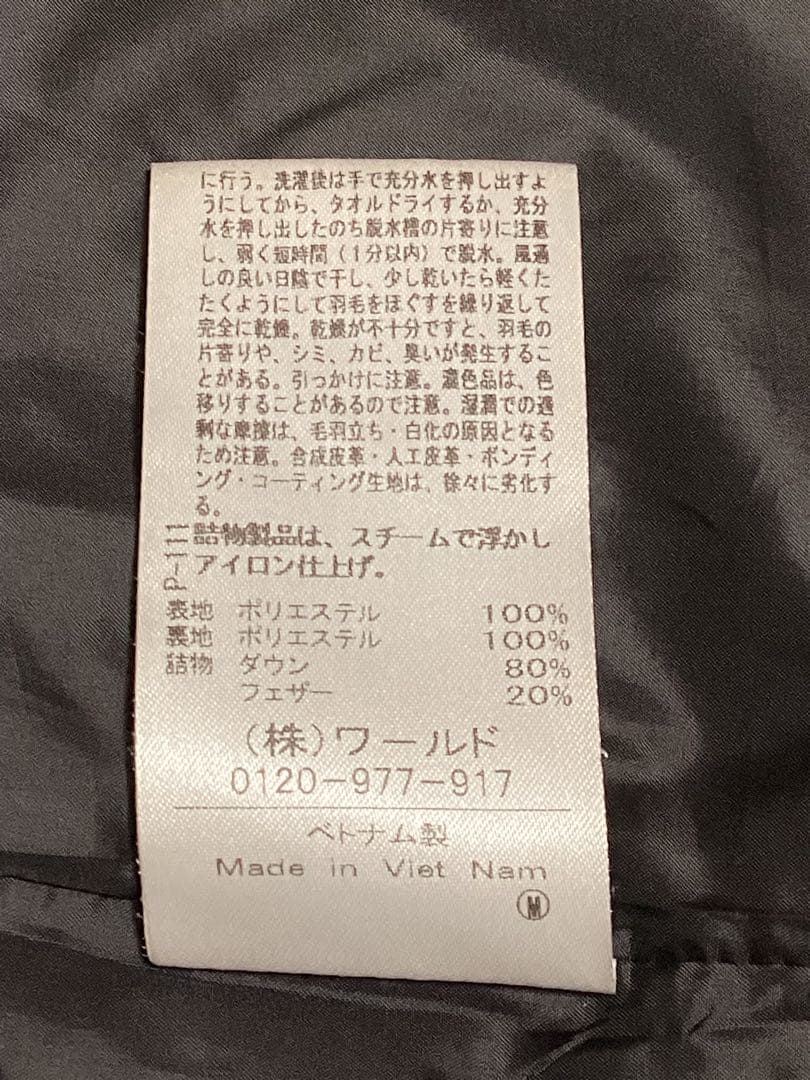 に行う。洗濯後は手で充分水を押し出すよ
うにしてから、タオルドライするか、充分
水を押し出したのち脱水槽の片寄りに注意
し、弱く短時間（１分以内）で脱水。風通
しの良い日陰で干し、少し乾いたら軽くた
たくようにして羽毛をほぐすを繰り返して
完全に乾燥。乾燥が不十分ですと、羽毛の
片寄りや、シミ、カビ、臭いが発生するこ
とがある。引っかけに注意。濃色品は、色
移りすることがあるので注意。湿潤での過
剰な摩擦は、毛羽立ち・白化の原因となる
ため注意。合成皮革・人工皮革・ボンディ
ング・コーティング生地は、徐々に劣化す
る。
詰物製品は、スチームで浮かし
アイロン仕上げ。
P-111
表地 ポリエステル 100%
裏地 ポリエステル 100%
詰物 ダウン 80%
フェザー 20%
（株）ワールド
0120-977-917
ベトナム製
Made in Viet Nam
M